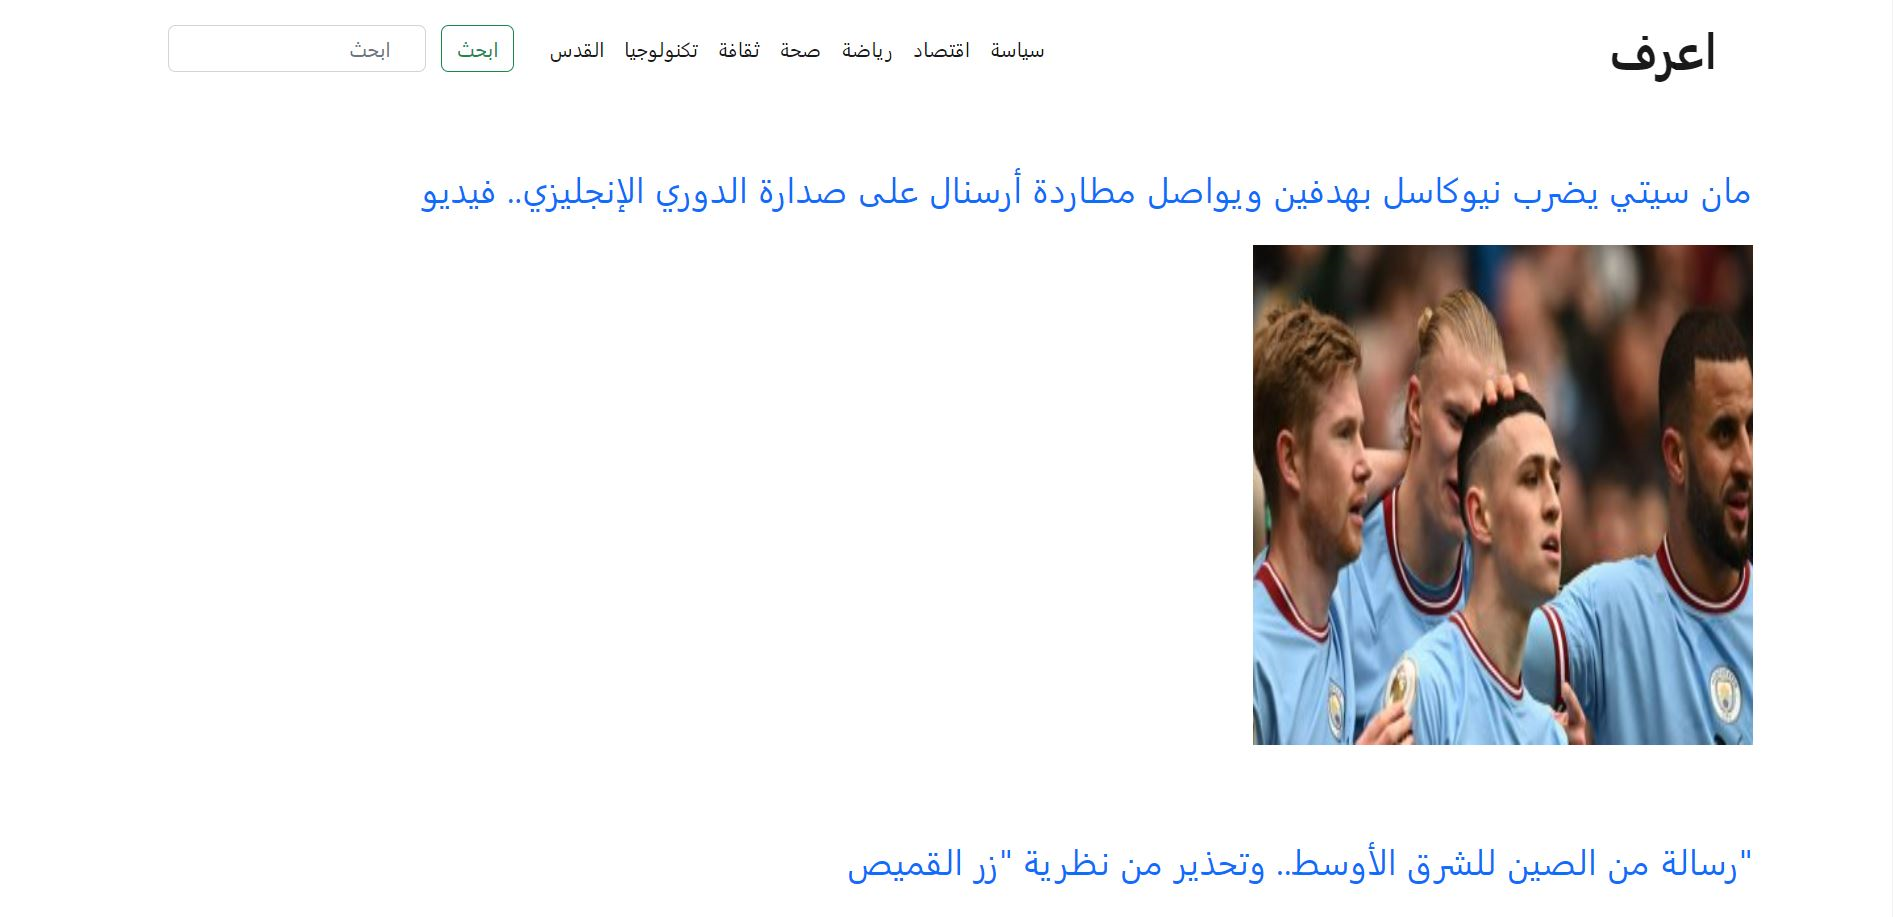 اعرف
سياسة اقتصاد رياضة صحة ثقافة تكنولوجيا القدس ابحث ابحث
مان سيتي يضرب نيوكاسل بهدفين ويواصل مطاردة أرسنال على صدارة الدوري الإنجليزي.. فيديو
"رسالة من الصين للشرق الأوسط.. وتحذير من نظرية "زر القميص